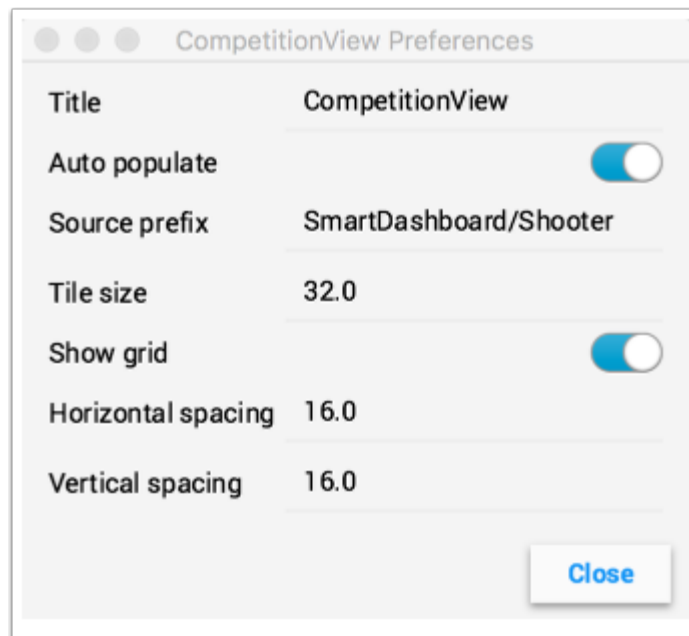 CompetitionView Preferences
Title CompetitionView
Auto populate
Source prefix SmartDashboard/Shooter
Tile size 32.0
Show grid
Horizontal spacing 16.0
Vertical spacing 16.0
Close